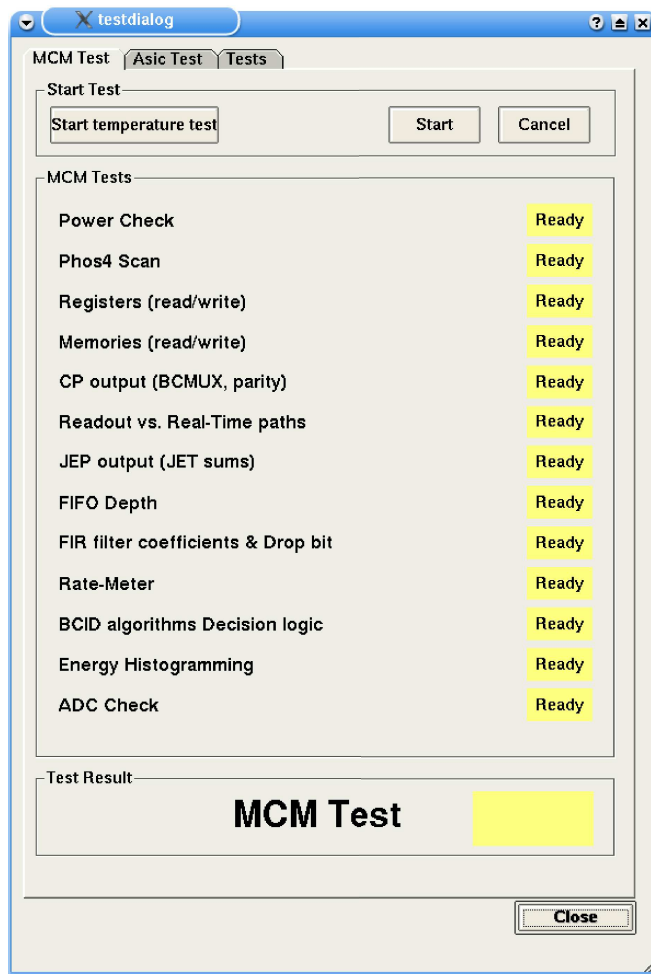 testdialog
MCM Test Asic Test Tests
Start Test
Start temperature test Start Cancel
MCM Tests
Power Check Ready
Phos4 Scan Ready
Registers (read/write) Ready
Memories (read/write) Ready
CP output (BCMUX, parity) Ready
Readout vs. Real-Time paths Ready
JEP output (JET sums) Ready
FIFO Depth Ready
FIR filter coefficients & Drop bit Ready
Rate-Meter Ready
BCID algorithms Decision logic Ready
Energy Histogramming Ready
ADC Check Ready
Test Result
MCM Test
Close